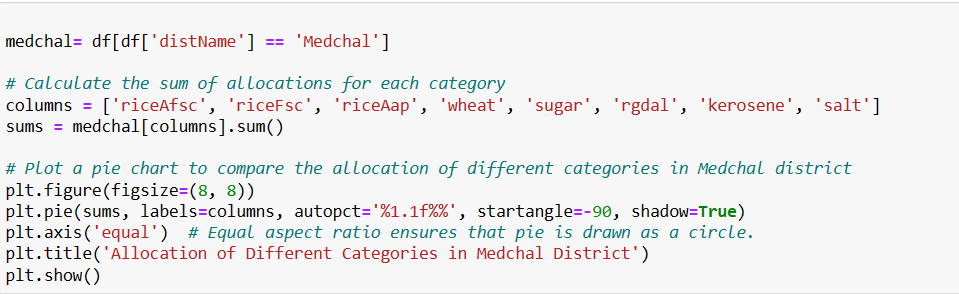 medchal= df[df['distName'] == 'Medchal']
# Calculate the sum of allocations for each category
columns = ['riceAfsc', 'riceFsc', 'riceAap', 'wheat', 'sugar', 'rgdal', 'kerosene', 'salt']
sums = medchal[columns].sum()
# Plot a pie chart to compare the allocation of different categories in Medchal district
plt.figure(figsize=(8, 8))
plt.pie(sums, labels=columns, autopct='%1.1f%%', startangle=-90, shadow=True)
plt.axis('equal')  # Equal aspect ratio ensures that pie is drawn as a circle.
plt.title('Allocation of Different Categories in Medchal District')
plt.show()